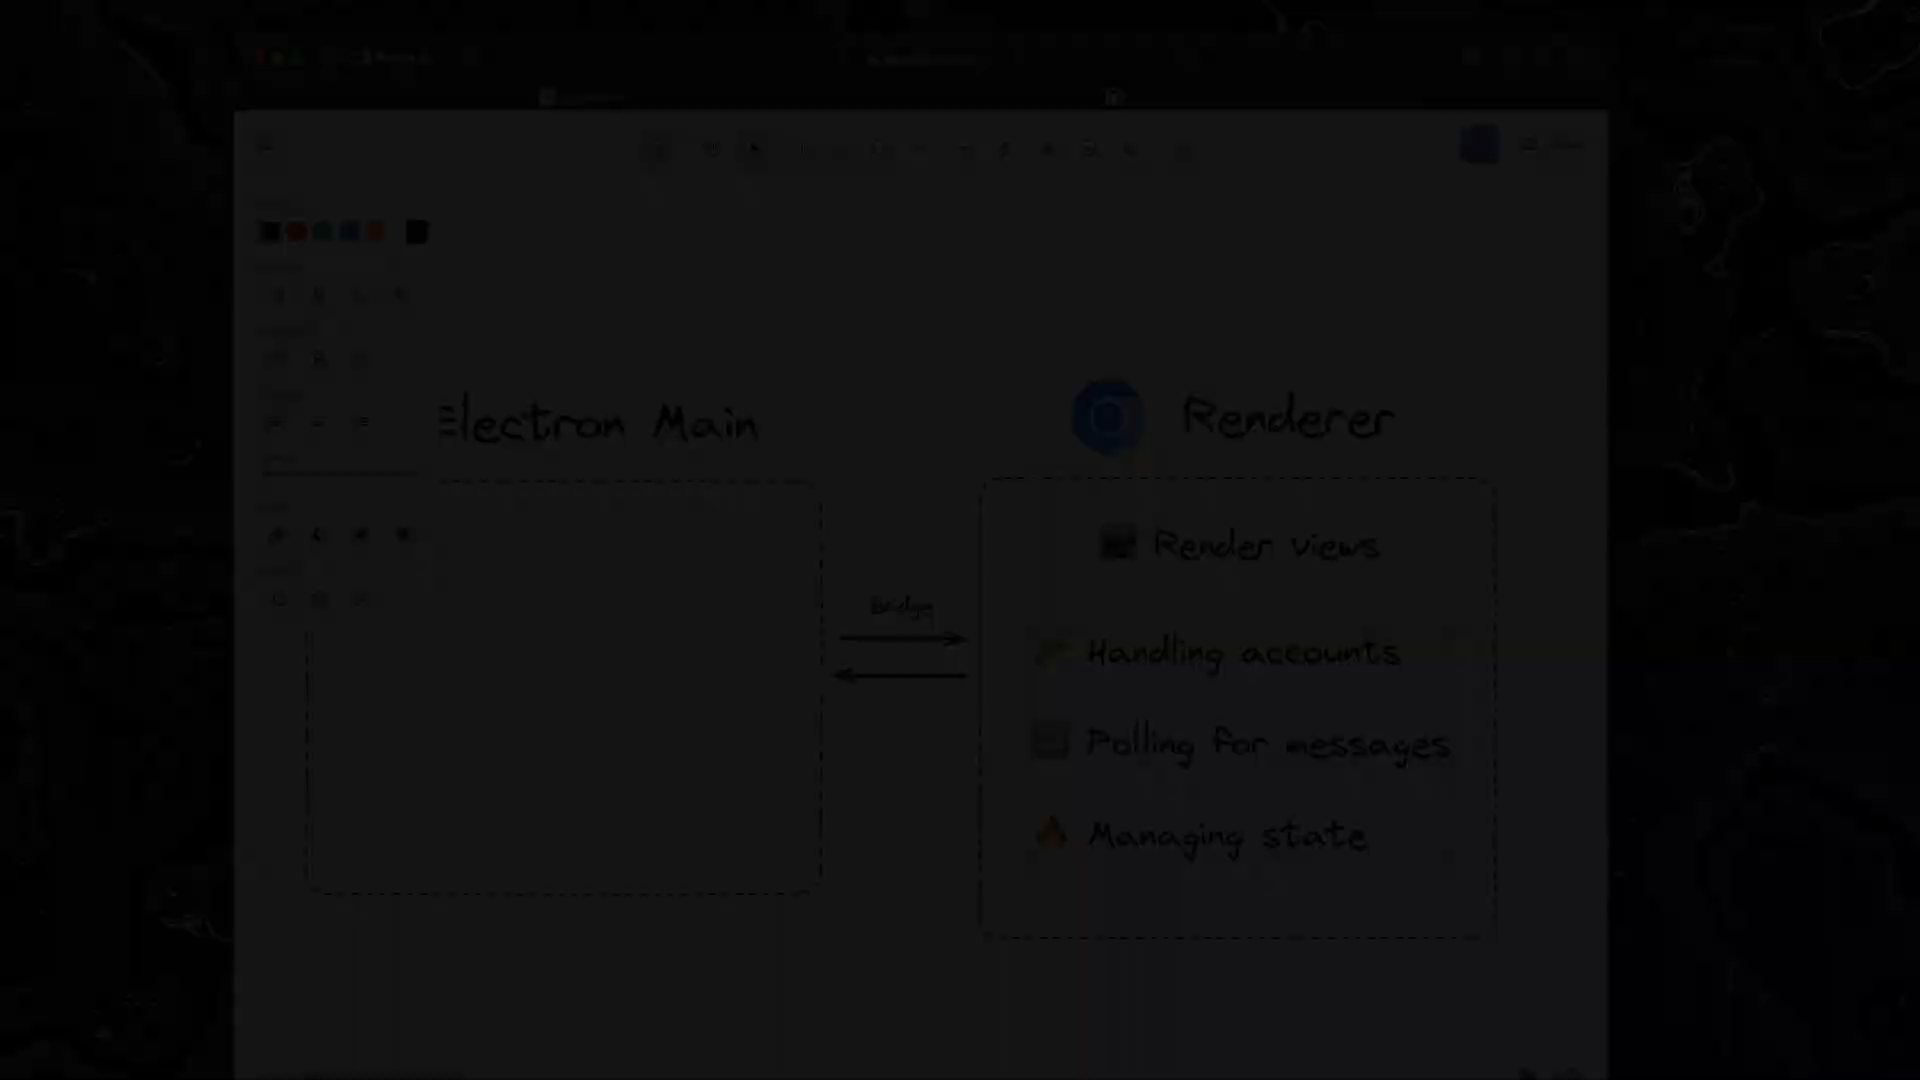 Electron Main
Renderer
Render views
Bridge
Handling accounts
Polling for messages
Managing state